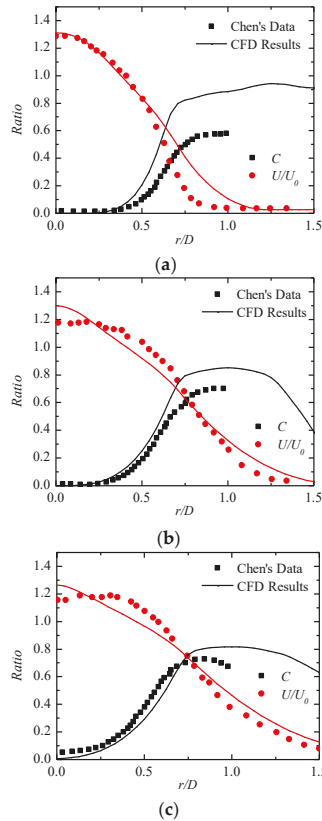 1.4
1.2
1.0
0.8
0.6
0.4
0.2
0.0
Ratio
Chen's Data
CFD Results
C
U/U₀
0.0 0.5 1.0 1.5
r/D
(a)
1.4
1.2
1.0
0.8
0.6
0.4
0.2
0.0
Ratio
Chen's Data
CFD Results
C
U/U₀
0.0 0.5 1.0 1.5
r/D
(b)
1.4
1.2
1.0
0.8
0.6
0.4
0.2
0.0
Ratio
Chen's Data
CFD Results
C
U/U₀
0.0 0.5 1.0 1.5
r/D
(c)